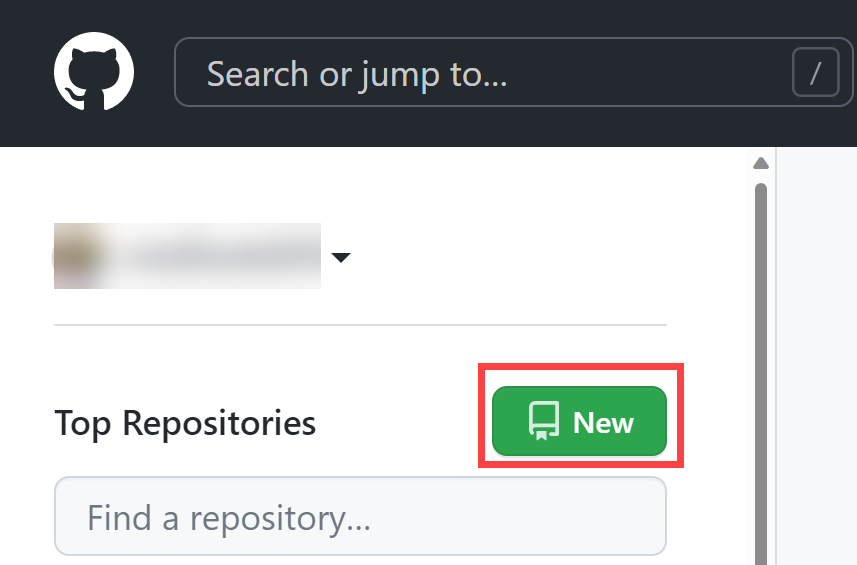 Search or jump to...
/
Top Repositories
New
Find a repository...